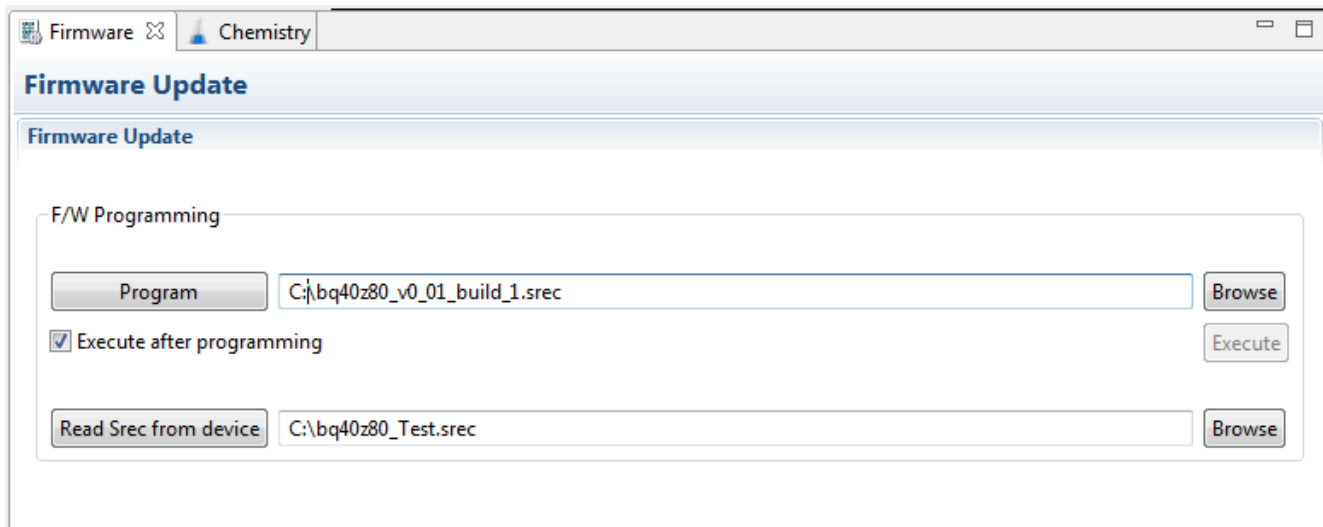 Firmware Chemistry
Firmware Update
Firmware Update
F/W Programming
Program C:\bq40z80_v0_01_build_1.srec Browse
Execute after programming Execute
Read Srec from device C:\bq40z80_Test.srec Browse